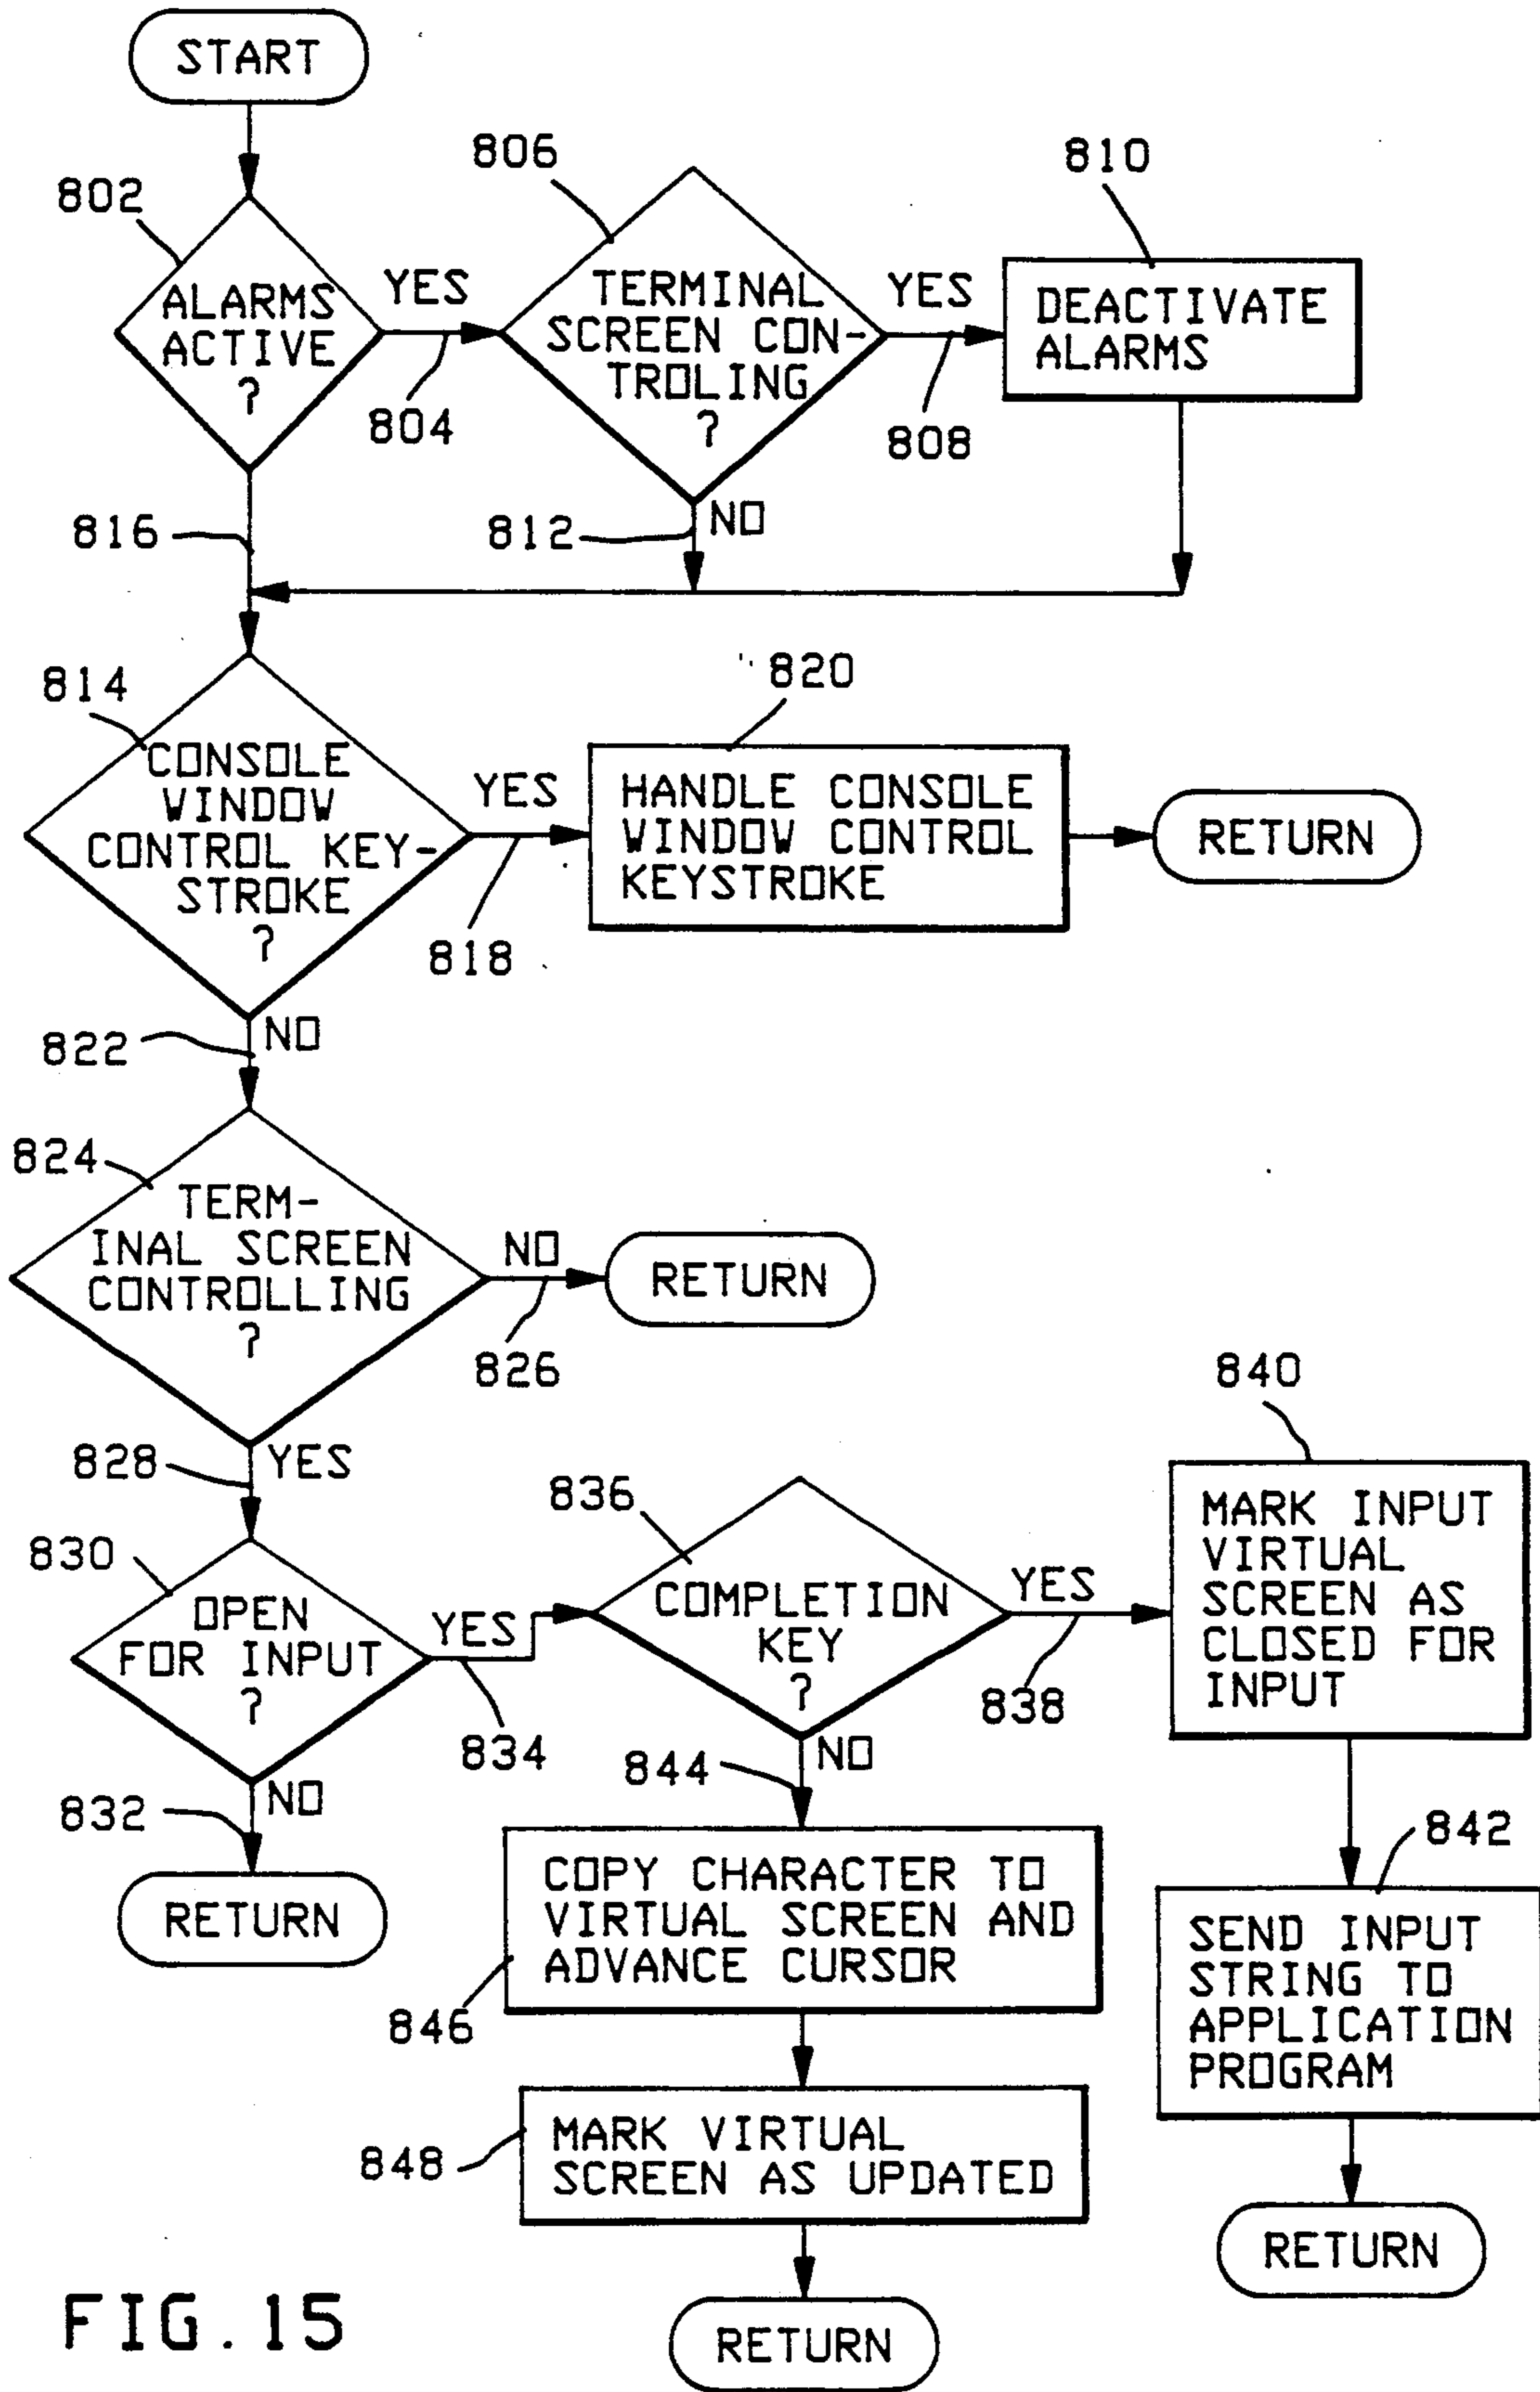 START
802
806
810
ALARMS
ACTIVE
?
YES
804
TERMINAL
SCREEN CON-
TROLING
?
YES
808
DEACTIVATE
ALARMS
816
812
NO
814
820
CONSOLE
WINDOW
CONTROL KEY-
STROKE
?
YES
818
HANDLE CONSOLE
WINDOW CONTROL
KEYSTROKE
RETURN
822
NO
824
TERM-
INAL SCREEN
CONTROLLING
?
NO
826
RETURN
828
YES
830
OPEN
FOR INPUT
?
YES
834
836
COMPLETION
KEY
?
YES
838
840
MARK INPUT
VIRTUAL
SCREEN AS
CLOSED FOR
INPUT
832
NO
RETURN
844
NO
COPY CHARACTER TO
VIRTUAL SCREEN AND
ADVANCE CURSOR
846
842
SEND INPUT
STRING TO
APPLICATION
PROGRAM
848
MARK VIRTUAL
SCREEN AS UPDATED
RETURN
RETURN
FIG. 15